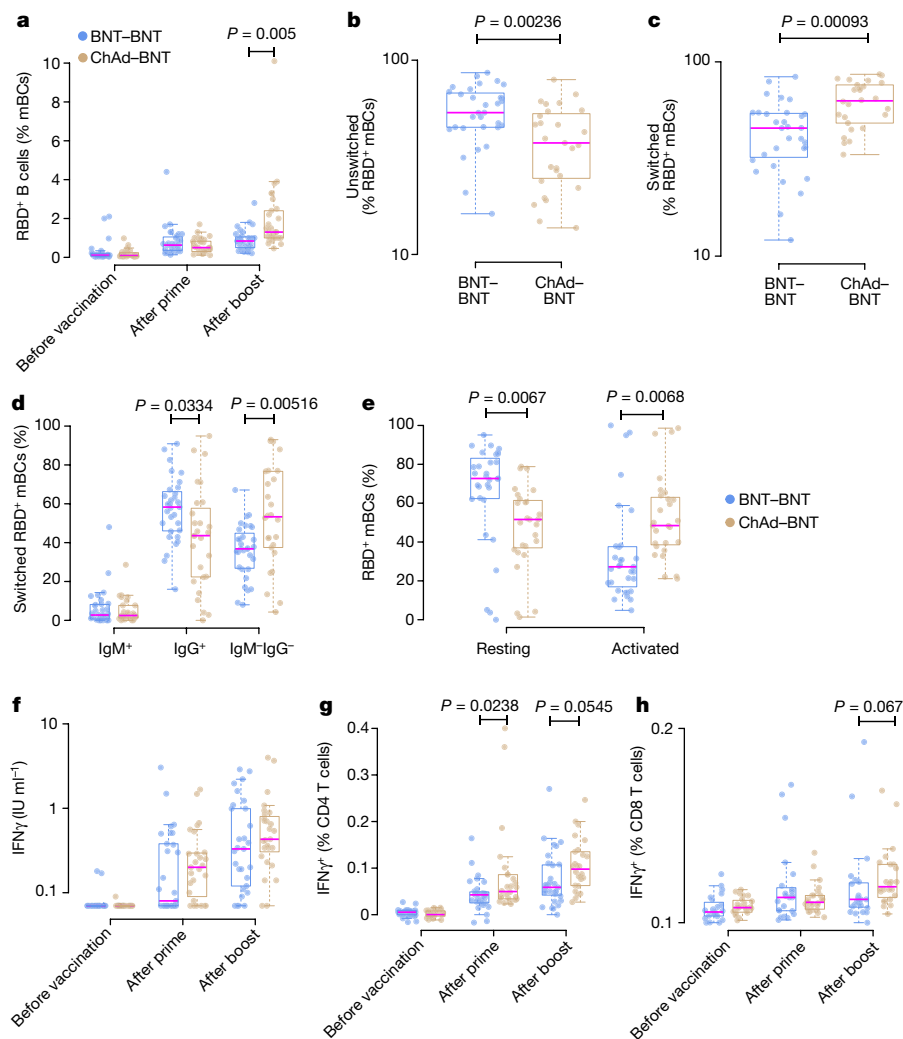 a
BNT–BNT
ChAd–BNT
P = 0.005
RBD⁺ B cells (% mBCs)
10
8
6
4
2
0
Before vaccination
After prime
After boost
b
P = 0.00236
Unswitched
(% RBD⁺ mBCs)
100
10
BNT–
BNT
ChAd–
BNT
c
P = 0.00093
Switched
(% RBD⁺ mBCs)
100
10
BNT–
BNT
ChAd–
BNT
d
P = 0.0334
P = 0.00516
Switched RBD⁺ mBCs (%)
100
80
60
40
20
0
IgM⁺
IgG⁺
IgM⁻IgG⁻
e
P = 0.0067
P = 0.0068
RBD⁺ mBCs (%)
100
80
60
40
20
0
Resting
Activated
BNT–BNT
ChAd–BNT
f
IFNγ (IU ml⁻¹)
10
1
0.1
Before vaccination
After prime
After boost
g
P = 0.0238
P = 0.0545
IFNγ⁺ (% CD4 T cells)
0.4
0.3
0.2
0.1
0
Before vaccination
After prime
After boost
h
P = 0.067
IFNγ⁺ (% CD8 T cells)
0.2
0.1
Before vaccination
After prime
After boost